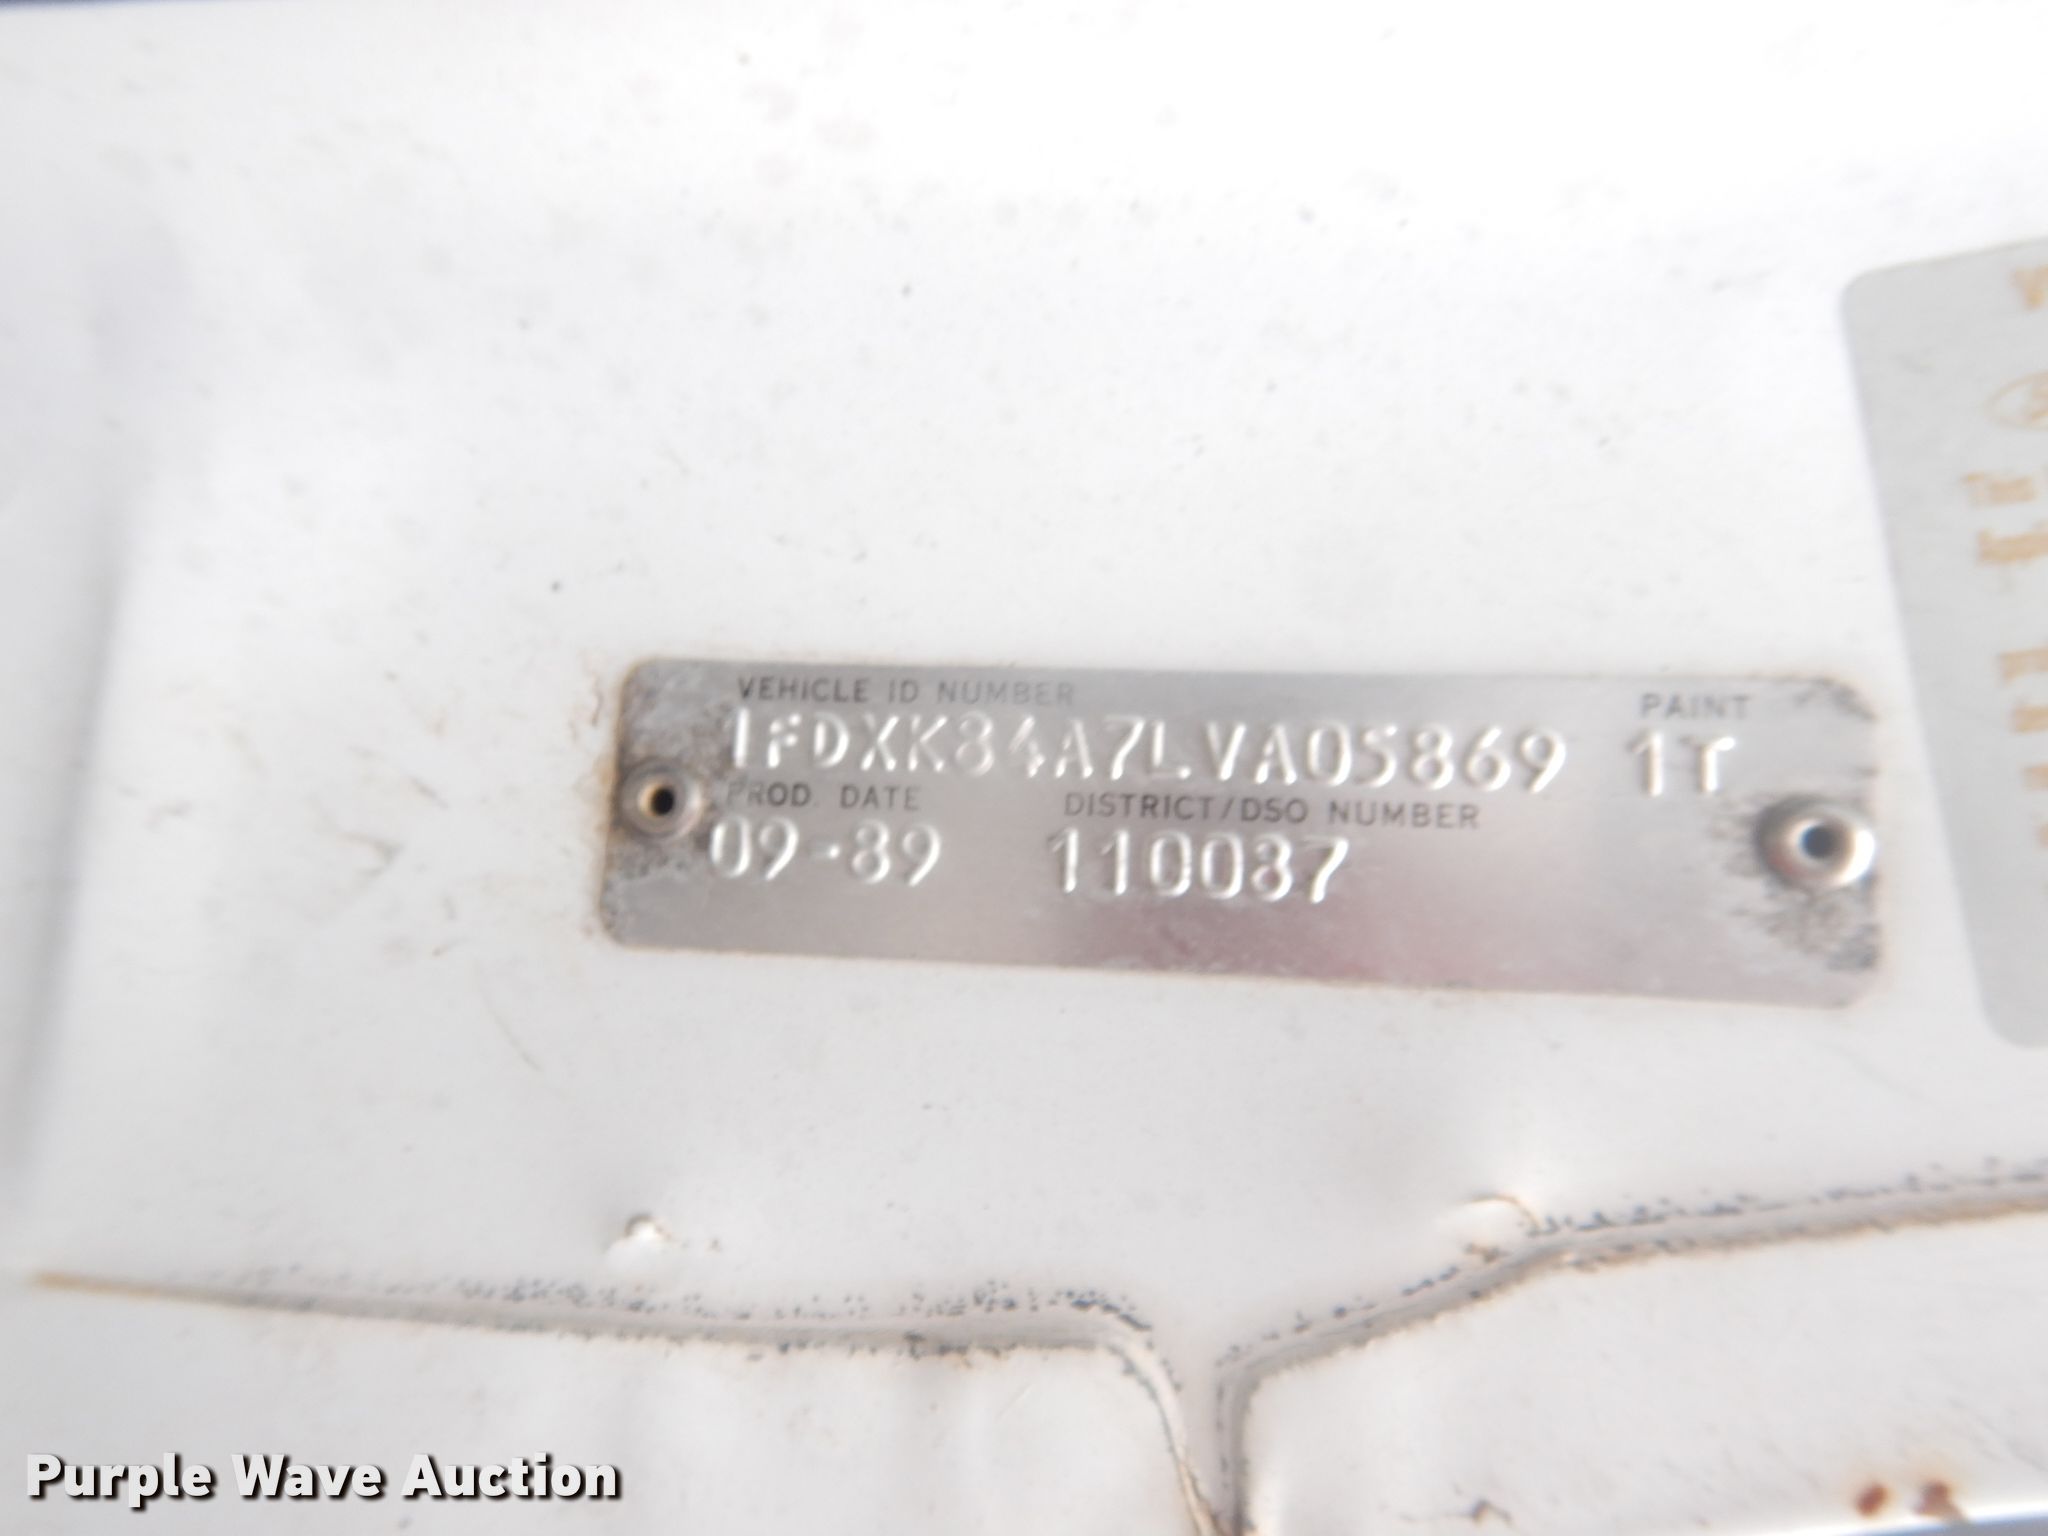 VEHICLE ID NUMBER PAINT
1FDXK84A7LVA05869 1T
PROD. DATE DISTRICT/DSO NUMBER
09-89 110087
Purple Wave Auction